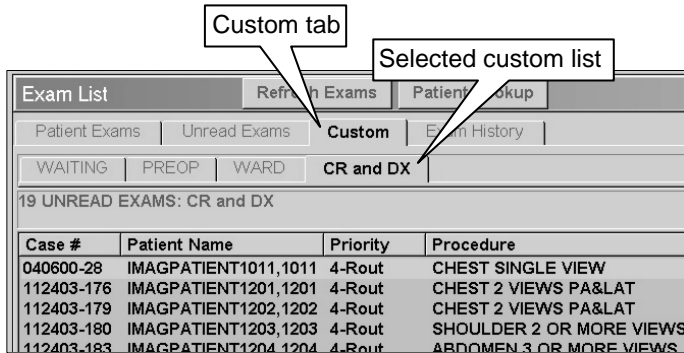 Custom tab
Selected custom list
Exam List Refresh Exams Patient Lookup
Patient Exams Unread Exams Custom Exam History
WAITING PREOP WARD CR and DX
19 UNREAD EXAMS: CR and DX
Case # Patient Name Priority Procedure
040600-28 IMAGPATIENT1011,1011 4-Rout CHEST SINGLE VIEW
112403-176 IMAGPATIENT1201,1201 4-Rout CHEST 2 VIEWS PA&LAT
112403-179 IMAGPATIENT1202,1202 4-Rout CHEST 2 VIEWS PA&LAT
112403-180 IMAGPATIENT1203,1203 4-Rout SHOULDER 2 OR MORE VIEWS
112403-183 IMAGPATIENT1204,1204 4-Rout ABDOMEN 3 OR MORE VIEWS